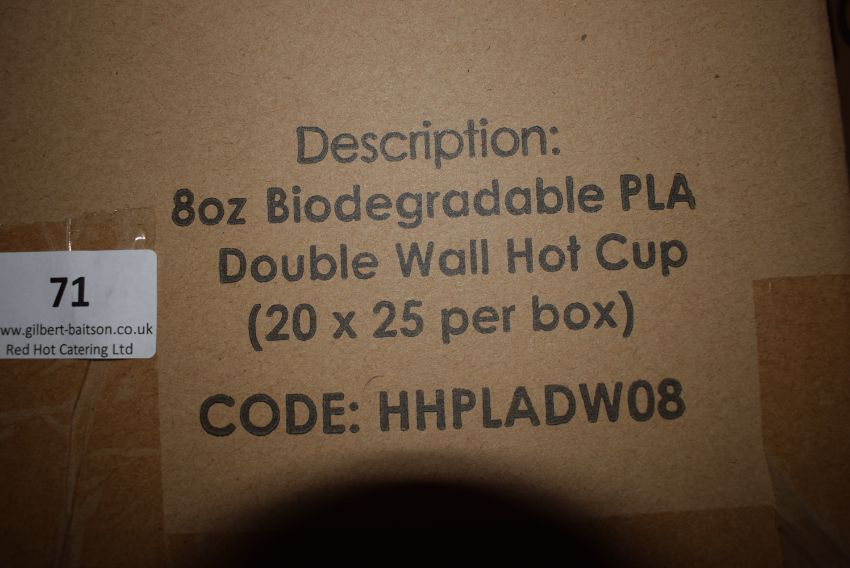 Description:
8oz Biodegradable PLA
Double Wall Hot Cup
(20 x 25 per box)
CODE: HHPLADW08
71
www.gilbert-baitson.co.uk
Red Hot Catering Ltd